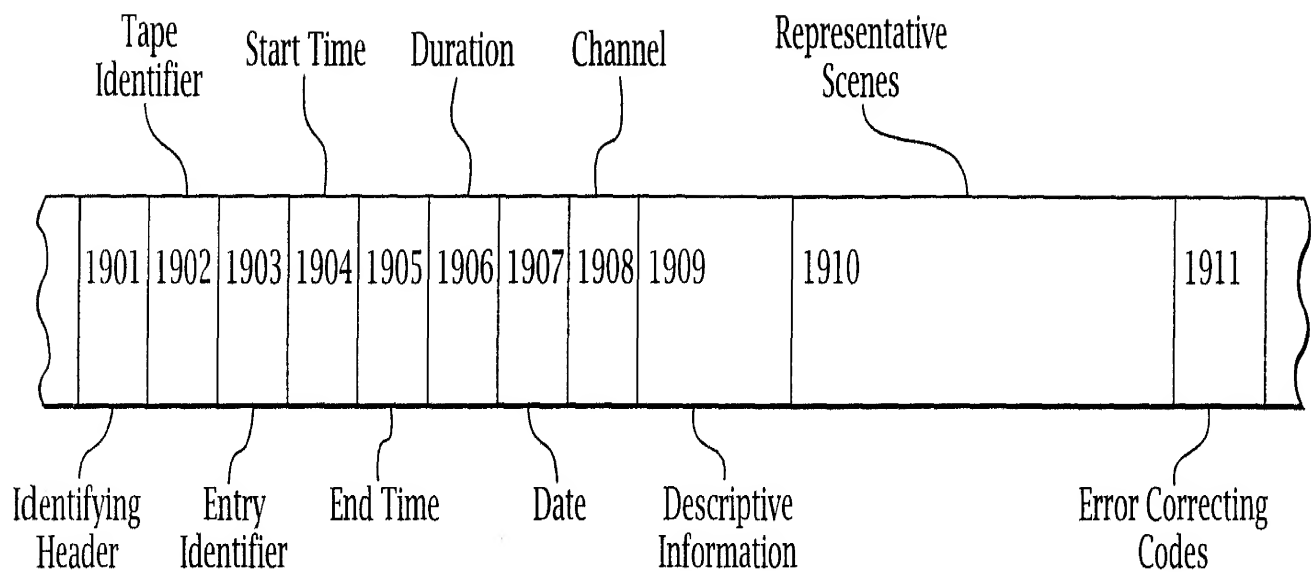 Tape
Identifier
Start Time
Duration
Channel
Representative
Scenes
1901 1902 1903 1904 1905 1906 1907 1908 1909 1910 1911
Identifying
Header
Entry
Identifier
End Time
Date
Descriptive
Information
Error Correcting
Codes